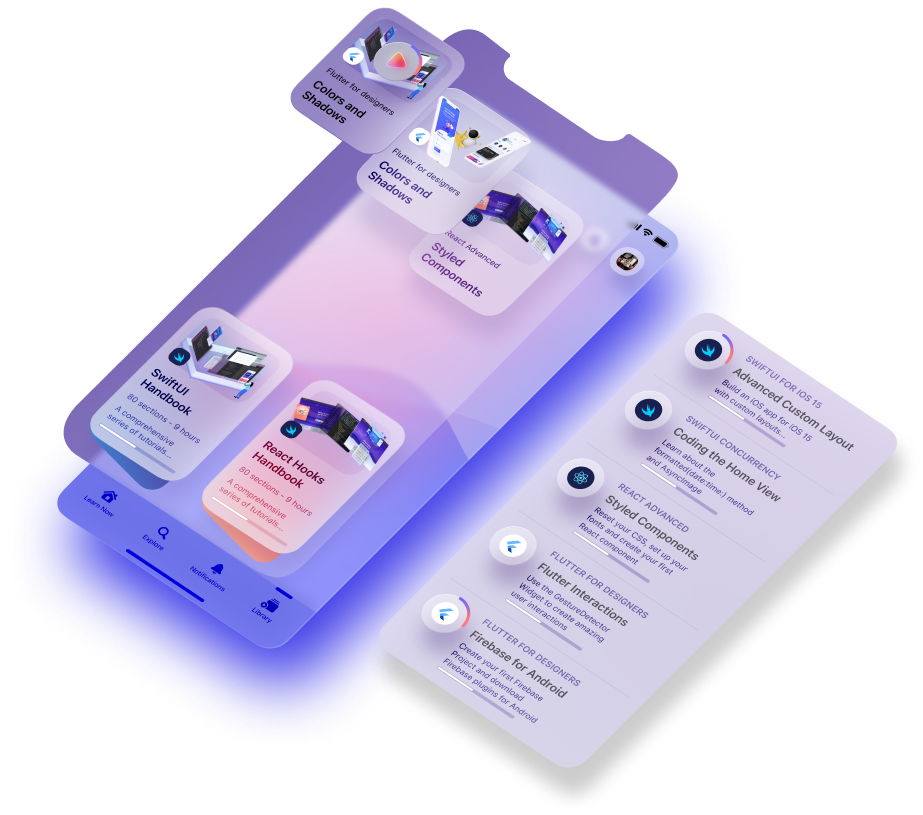 Flutter for designers
Colors and
Shadows
Flutter for designers
Colors and
Shadows
React Advanced
Styled
Components
SwiftUI
Handbook
80 sections - 9 hours
A comprehensive
series of tutorials...
React Hooks
Handbook
80 sections - 9 hours
A comprehensive
series of tutorials...
Learn Now
Explore
Notifications
Library
SWIFTUI FOR IOS 15
Advanced Custom Layout
Build an iOS app for iOS 15
with custom layouts...
SWIFTUI CONCURRENCY
Coding the Home View
Learn about the
formatted(date:time:) method
and AsyncImage
REACT ADVANCED
Styled Components
Reset your CSS, set up your
fonts and create your first
React component
FLUTTER FOR DESIGNERS
Flutter Interactions
Use the GestureDetector
Widget to create amazing
user interactions
FLUTTER FOR DESIGNERS
Firebase for Android
Create your first Firebase
Project and download
Firebase plugins for Android